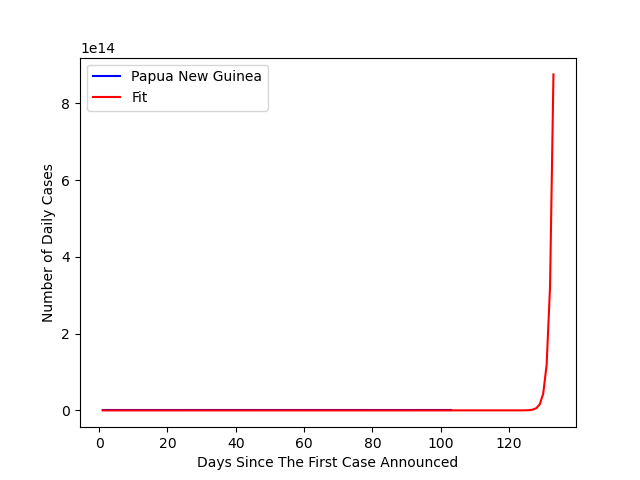 1e14
Papua New Guinea
Fit
8
6
4
2
0
Number of Daily Cases
0 20 40 60 80 100 120
Days Since The First Case Announced